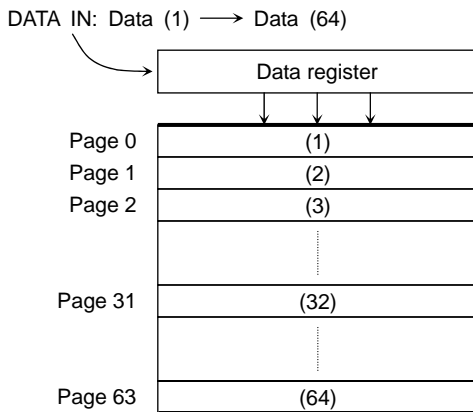 DATA IN: Data (1) → Data (64)
Data register
Page 0 (1)
Page 1 (2)
Page 2 (3)
Page 31 (32)
Page 63 (64)